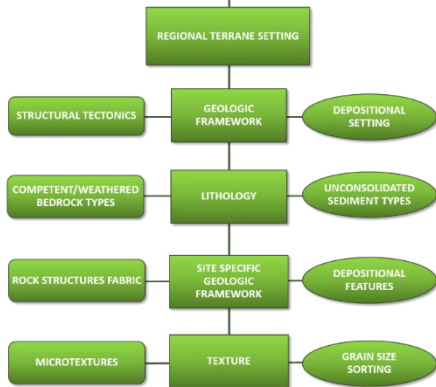 REGIONAL TERRANE SETTING
STRUCTURAL TECTONICS
GEOLOGIC
FRAMEWORK
DEPOSITIONAL
SETTING
COMPETENT/WEATHERED
BEDROCK TYPES
LITHOLOGY
UNCONSOLIDATED
SEDIMENT TYPES
ROCK STRUCTURES FABRIC
SITE SPECIFIC
GEOLOGIC
FRAMEWORK
DEPOSITIONAL
FEATURES
MICROTEXTURES
TEXTURE
GRAIN SIZE
SORTING